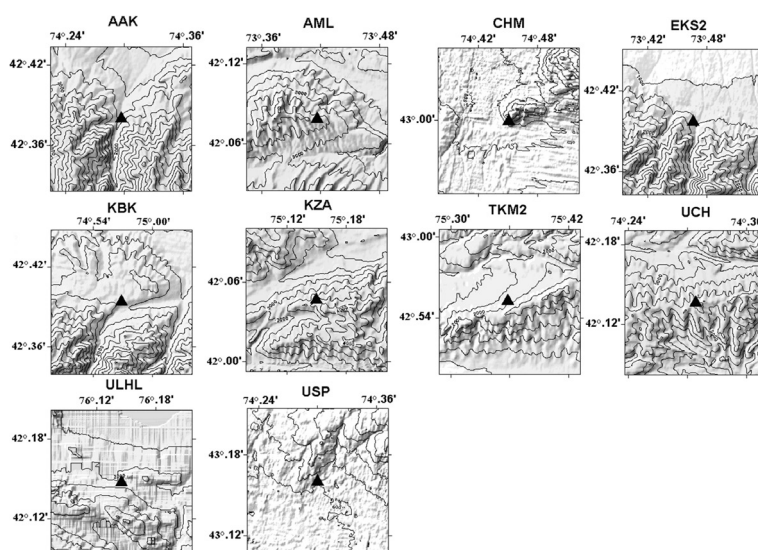 AAK
74°.24' 74°.36'
42°.42'
42°.36'
AML
73°.36' 73°.48'
42°.12'
42°.06'
CHM
74°.42' 74°.48'
43°.00'
EKS2
73°.42' 73°.48'
42°.42'
42°.36'
KBK
74°.54' 75°.00'
42°.42'
42°.36'
KZA
75°.12' 75°.18'
42°.06'
42°.00'
TKM2
75°.30' 75°.42'
43°.00'
42°.54'
UCH
74°.24' 74°.30'
42°.18'
42°.12'
ULHL
76°.12' 76°.18'
42°.18'
42°.12'
USP
74°.24' 74°.36'
43°.18'
43°.12'